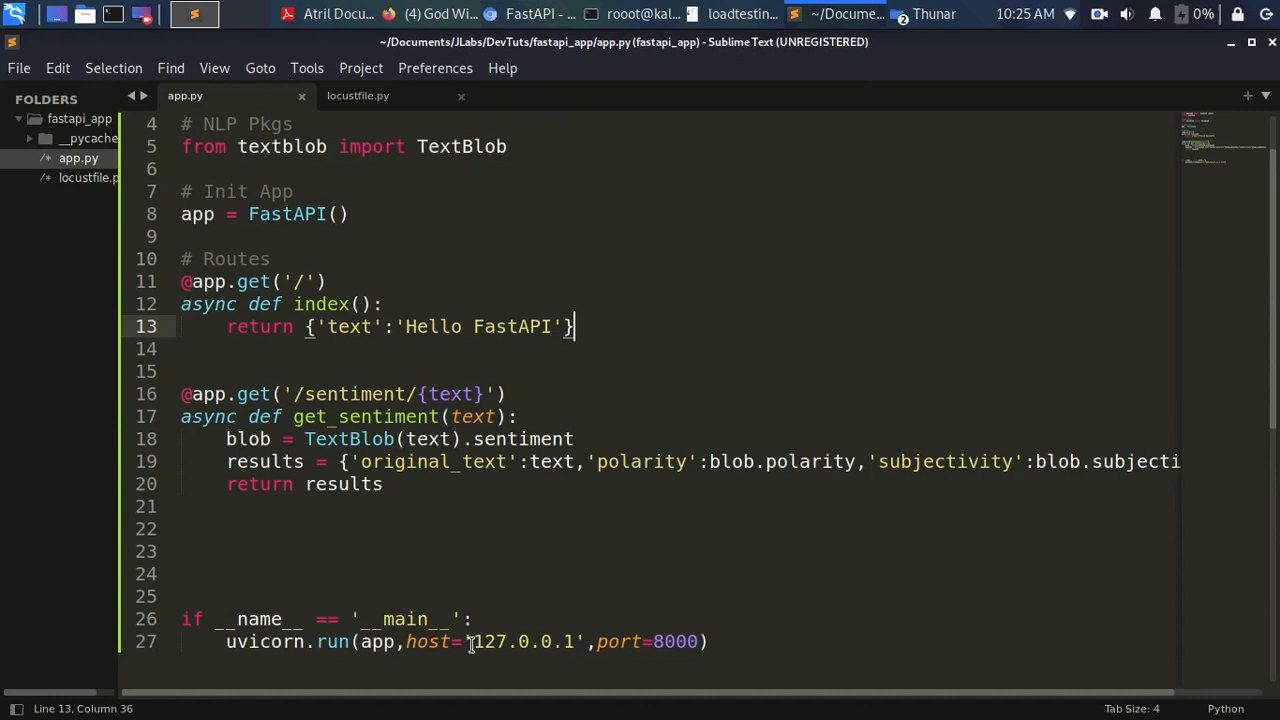 Atril Docu...
(4) God Wi...
FastAPI - ...
rooot@kal...
loadtestin...
~/Docume...
2
Thunar
10:25 AM
0%
~/Documents/JLabs/DevTuts/fastapi_app/app.py (fastapi_app) - Sublime Text (UNREGISTERED)
File Edit Selection Find View Goto Tools Project Preferences Help
FOLDERS
fastapi_app
__pycache
app.py
locustfile.p
app.py
locustfile.py
4 # NLP Pkgs
5 from textblob import TextBlob
6
7 # Init App
8 app = FastAPI()
9
10 # Routes
11 @app.get('/')
12 async def index():
13 return {'text':'Hello FastAPI'}
14
15
16 @app.get('/sentiment/{text}')
17 async def get_sentiment(text):
18 blob = TextBlob(text).sentiment
19 results = {'original_text':text,'polarity':blob.polarity,'subjectivity':blob.subjecti
20 return results
21
22
23
24
25
26 if __name__ == '__main__':
27 uvicorn.run(app,host='127.0.0.1',port=8000)
Line 13, Column 36
Tab Size: 4
Python